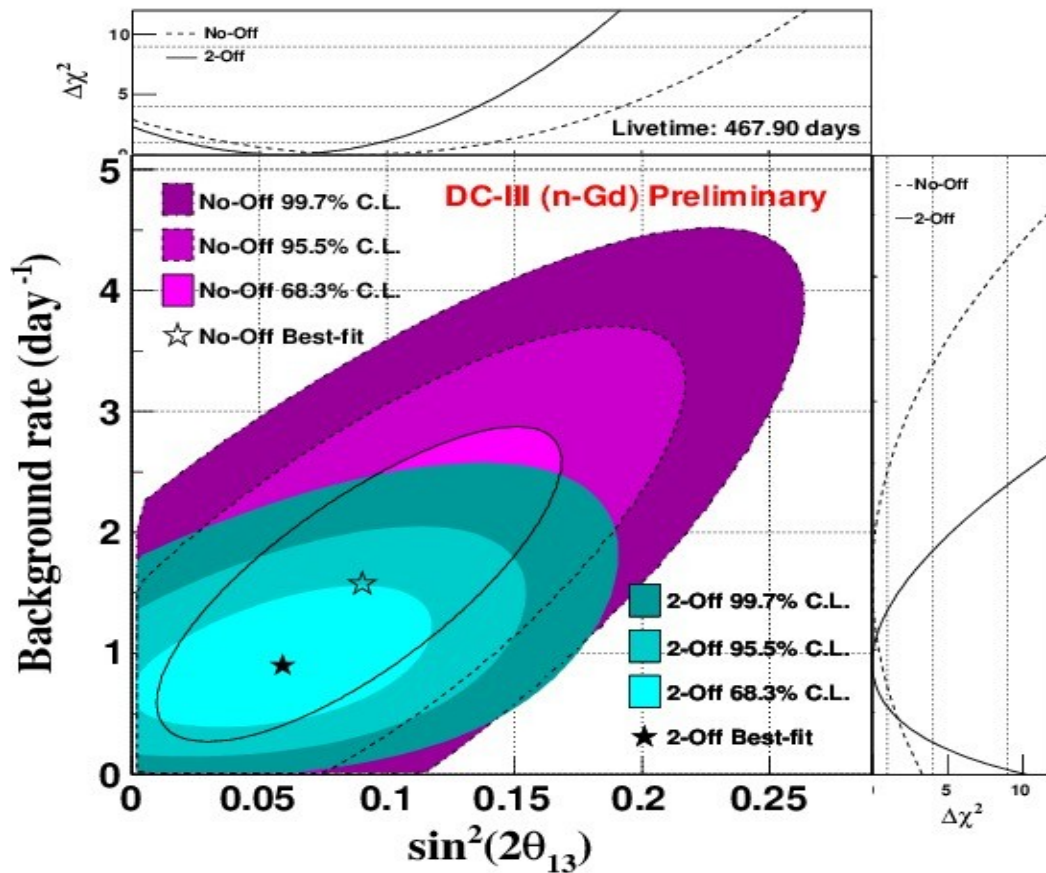 10
5
0
Δχ²
No-Off
2-Off
Livetime: 467.90 days
DC-III (n-Gd) Preliminary
No-Off 99.7% C.L.
No-Off 95.5% C.L.
No-Off 68.3% C.L.
No-Off Best-fit
5
4
3
2
1
0
Background rate (day⁻¹)
2-Off 99.7% C.L.
2-Off 95.5% C.L.
2-Off 68.3% C.L.
2-Off Best-fit
0 0.05 0.1 0.15 0.2 0.25
sin²(2θ₁₃)
No-Off
2-Off
5 10
Δχ²